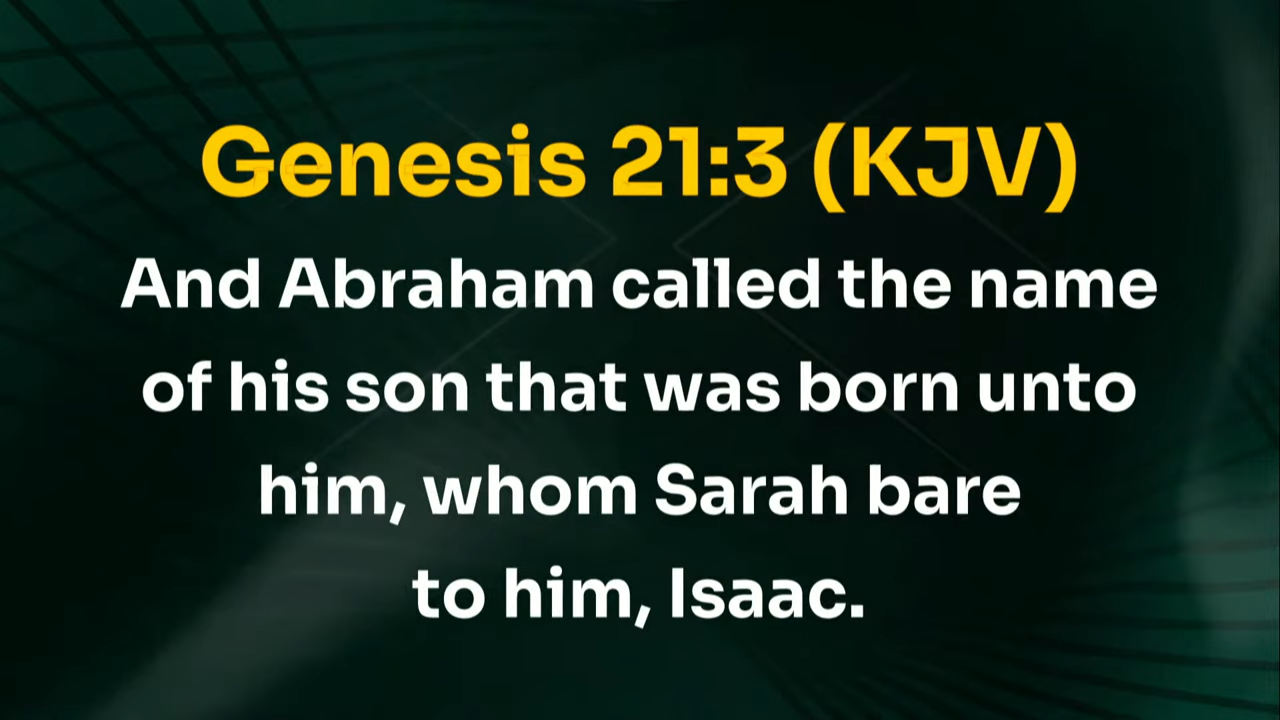 Genesis 21:3 (KJV)
And Abraham called the name
of his son that was born unto
him, whom Sarah bare
to him, Isaac.